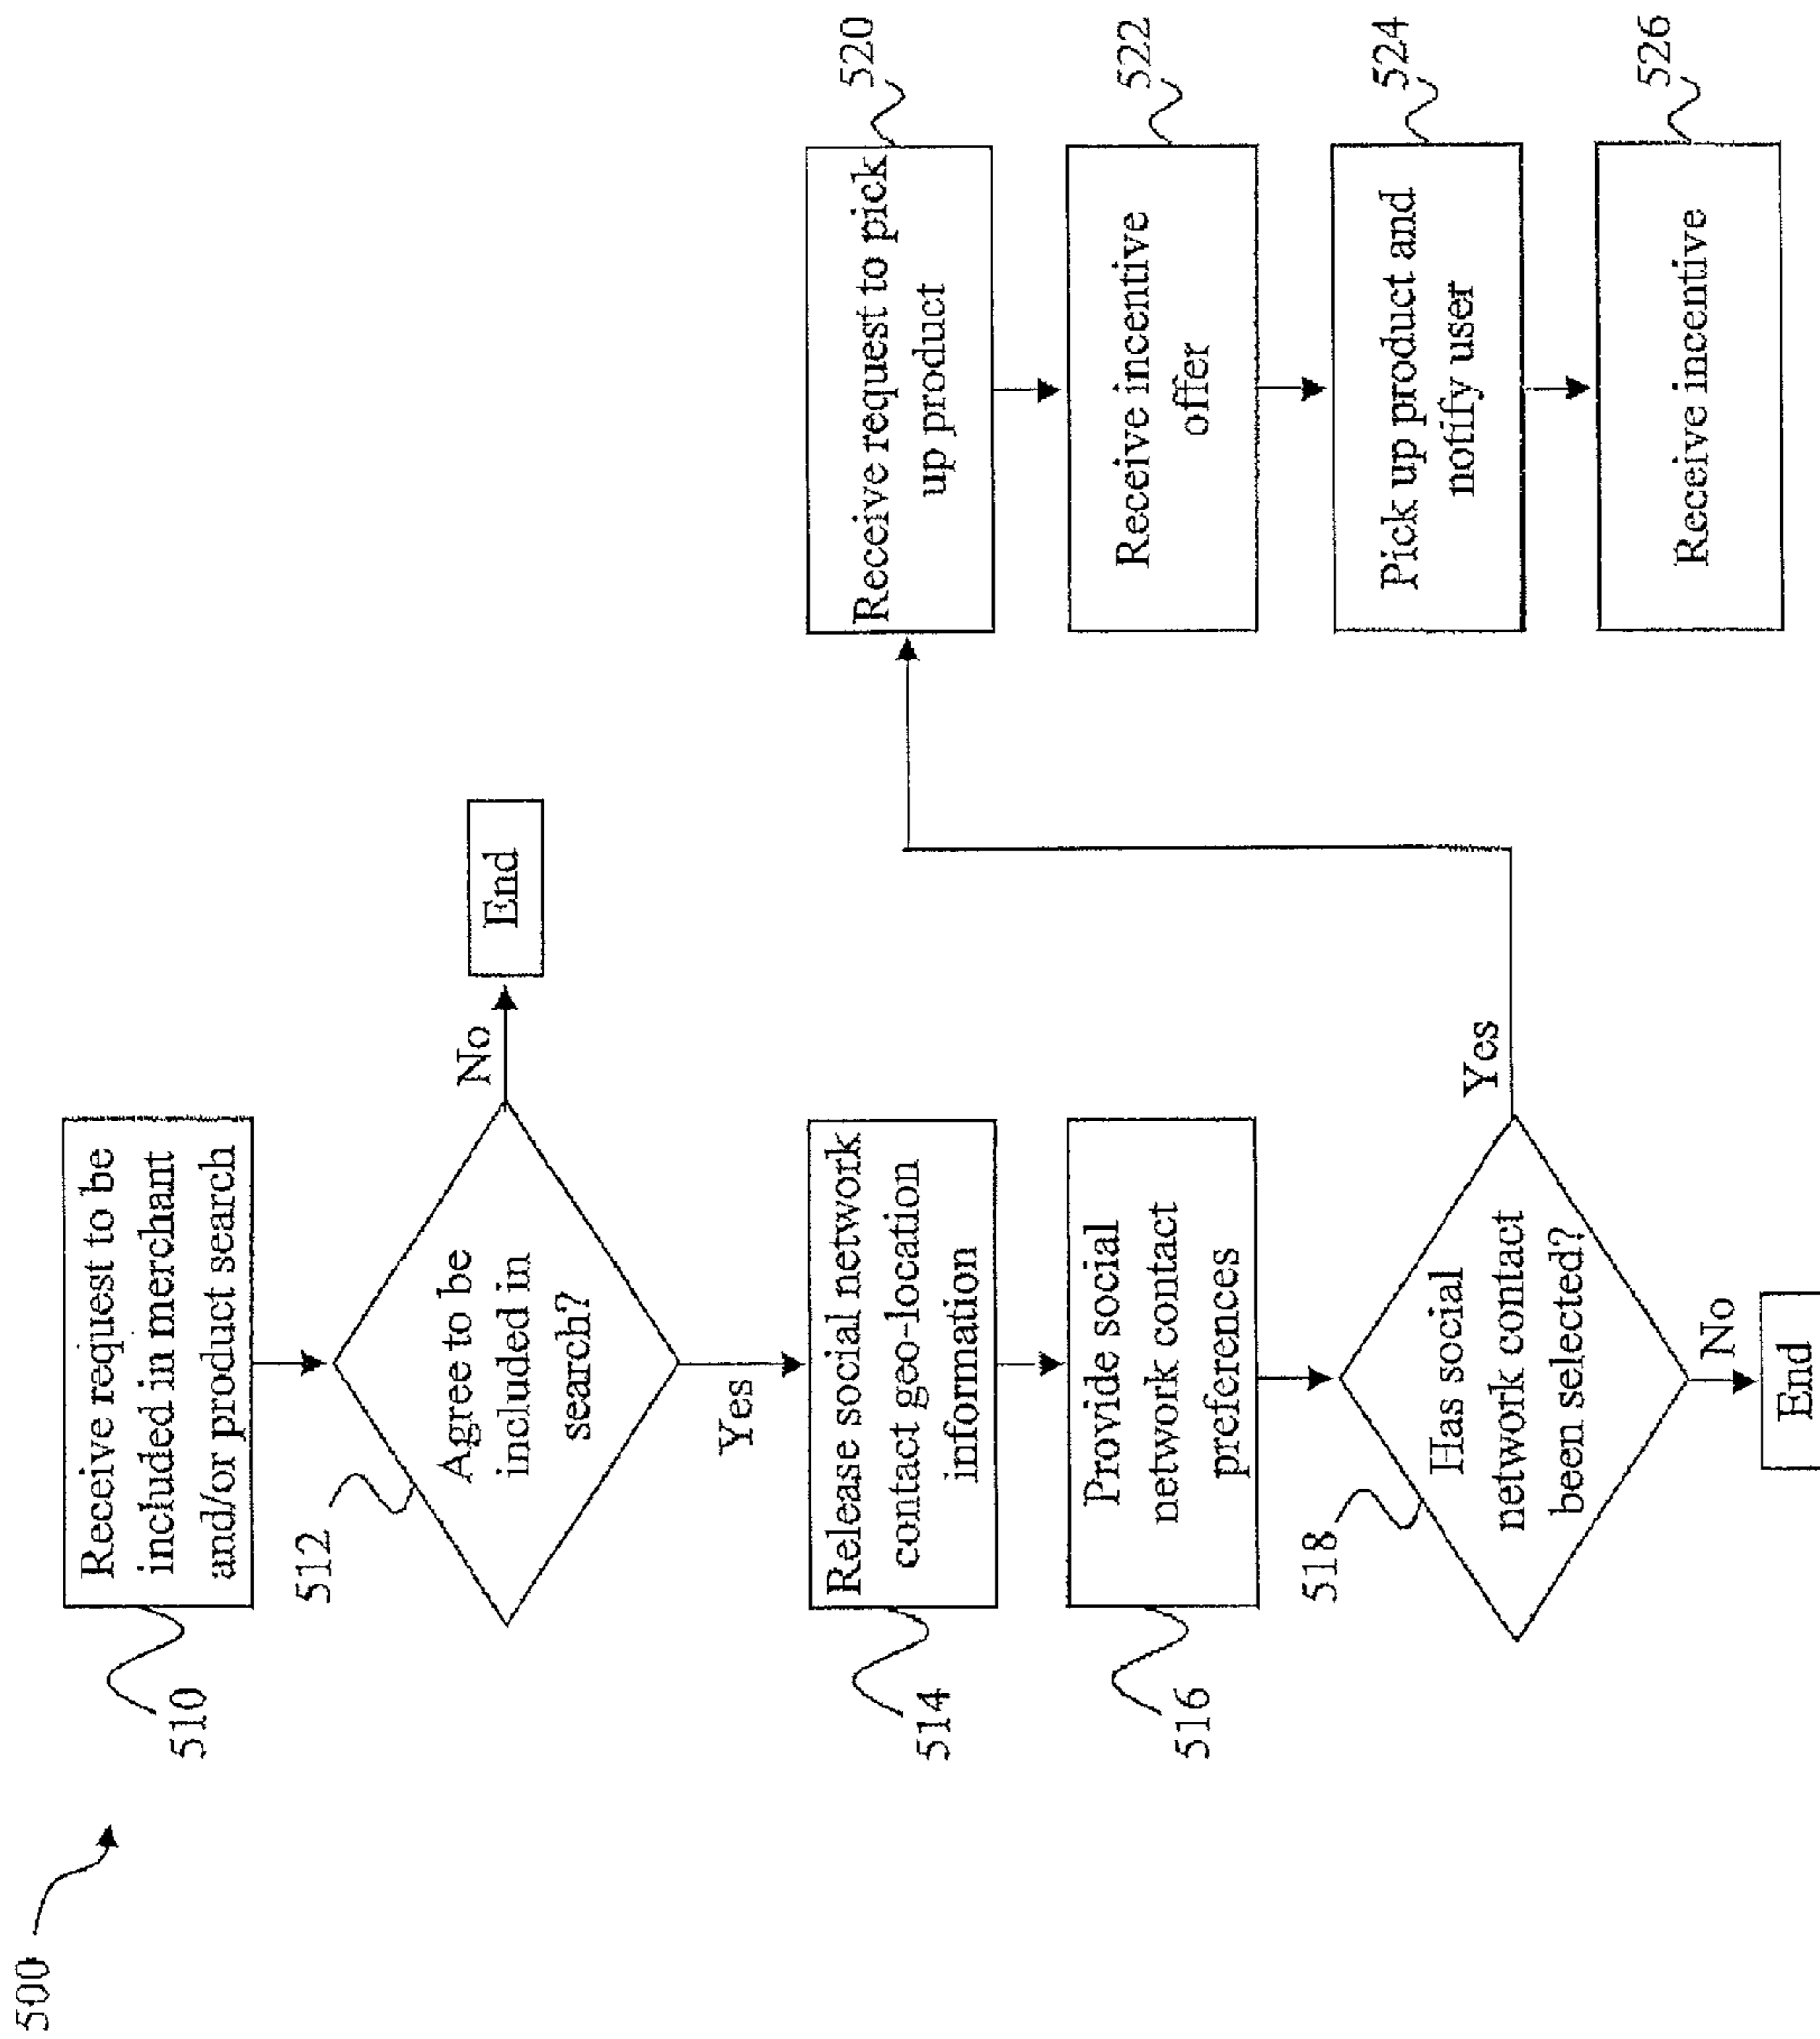 500
510
Receive request to be
included in merchant
and/or product search
512
Agree to be
included in
search?
No
End
Yes
514
Release social network
contact geo-location
information
516
Provide social
network contact
preferences
518
Has social
network contact
been selected?
No
End
Yes
Receive request to pick
up product
520
Receive incentive
offer
522
Pick up product and
notify user
524
Receive incentive
526